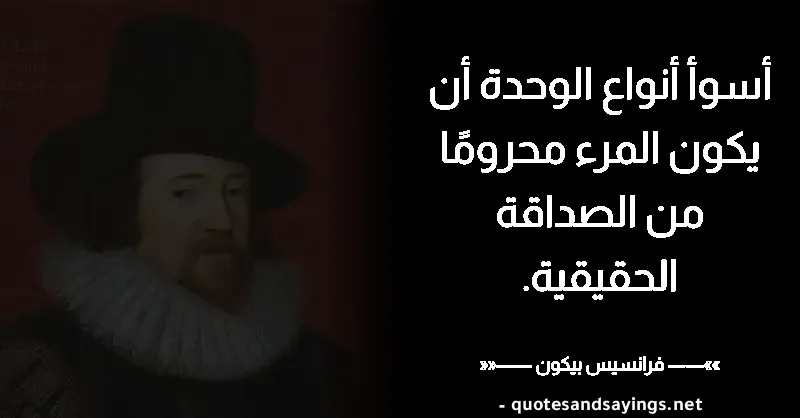 أسوأ أنواع الوحدة أن
يكون المرء محرومًا
من الصداقة
الحقيقية.
»»—— فرانسيس بيكون ——««
- quotesandsayings.net